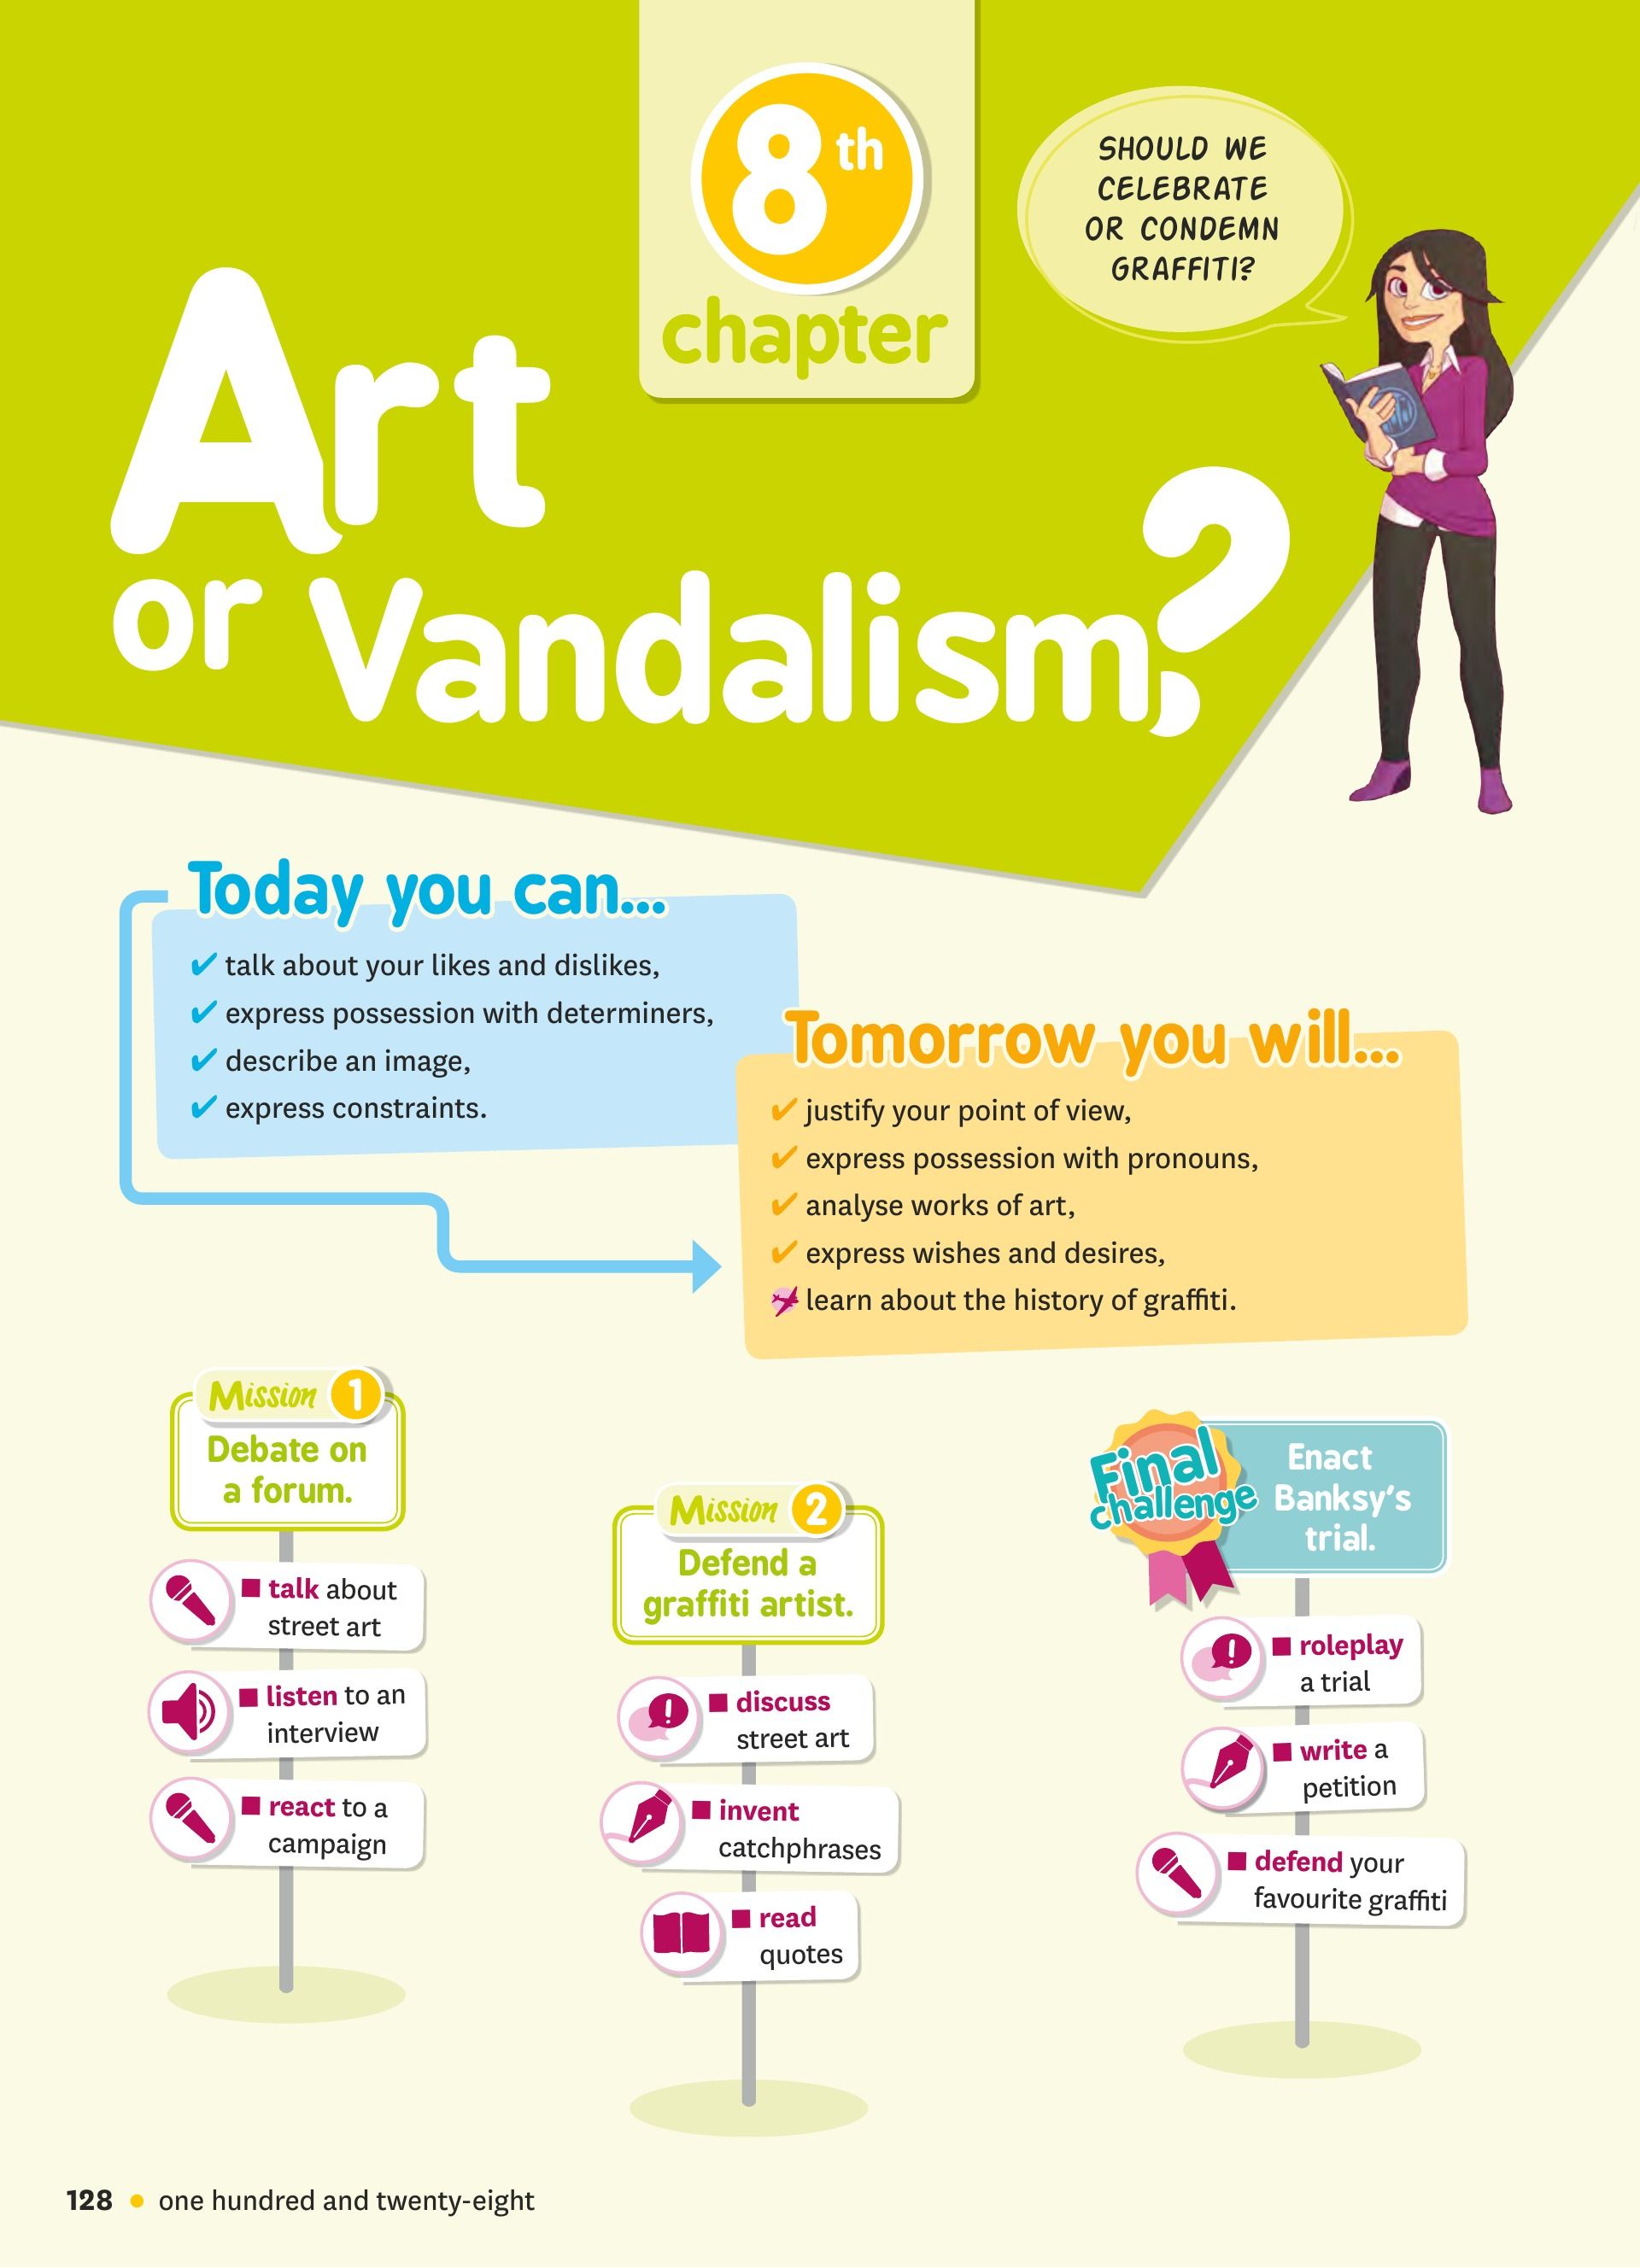 8th
chapter
SHOULD WE
CELEBRATE
OR CONDEMN
GRAFFITI?
Art
or Vandalism?
Today you can...
✔ talk about your likes and dislikes,
✔ express possession with determiners,
✔ describe an image,
✔ express constraints.
Tomorrow you will...
✔ justify your point of view,
✔ express possession with pronouns,
✔ analyse works of art,
✔ express wishes and desires,
learn about the history of graffiti.
Mission 1
Debate on
a forum.
■ talk about
street art
■ listen to an
interview
■ react to a
campaign
Mission 2
Defend a
graffiti artist.
■ discuss
street art
■ invent
catchphrases
■ read
quotes
Final
challenge
Enact
Banksy's
trial.
■ roleplay
a trial
■ write a
petition
■ defend your
favourite graffiti
128 • one hundred and twenty-eight